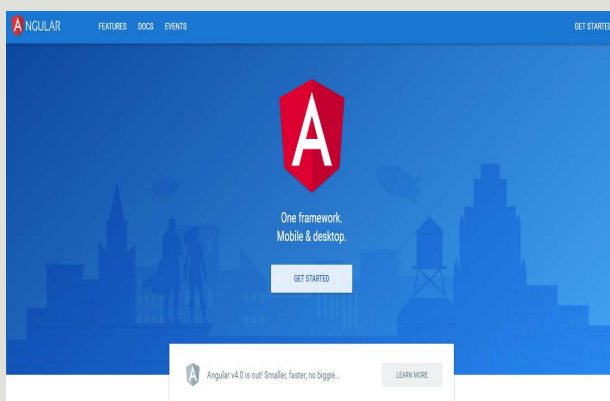 A NGULAR FEATURES DOCS EVENTS GET STARTED
A
One framework.
Mobile & desktop.
GET STARTED
A Angular v4.0 is out! Smaller, faster, no biggie... LEARN MORE